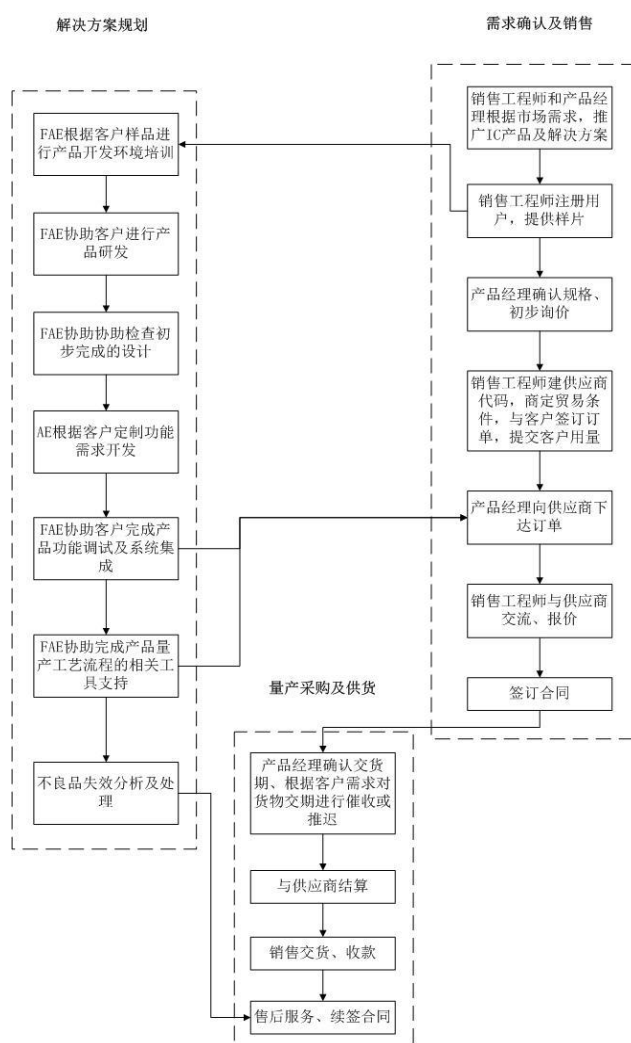 解决方案规划
FAE根据客户样品进
行产品开发环境培训
FAE协助客户进行产
品研发
FAE协助协助检查初
步完成的设计
AE根据客户定制功能
需求开发
FAE协助客户完成产
品功能调试及系统集
成
FAE协助完成产品量
产工艺流程的相关工
具支持
不良品失效分析及处
理
需求确认及销售
销售工程师和产品经
理根据市场需求，推
广IC产品及解决方案
销售工程师注册用
户，提供样片
产品经理确认规格、
初步询价
销售工程师建供应商
代码，商定贸易条
件，与客户签订订
单，提交客户用量
产品经理向供应商下
达订单
销售工程师与供应商
交流、报价
签订合同
量产采购及供货
产品经理确认交货
期、根据客户需求对
货物交期进行催收或
推迟
与供应商结算
销售交货、收款
售后服务、续签合同